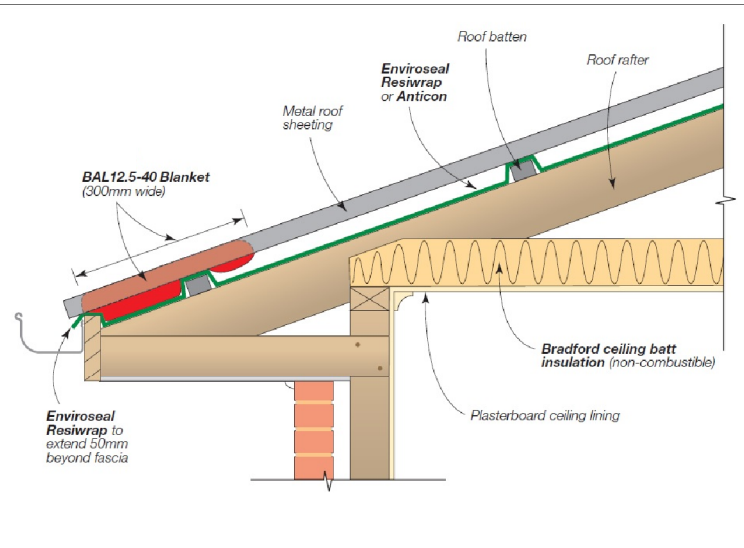 Roof batten
Roof rafter
Enviroseal
Resiwrap
or Anticon
Metal roof
sheeting
BAL12.5-40 Blanket
(300mm wide)
Bradford ceiling batt
insulation (non-combustible)
Plasterboard ceiling lining
Enviroseal
Resiwrap to
extend 50mm
beyond fascia